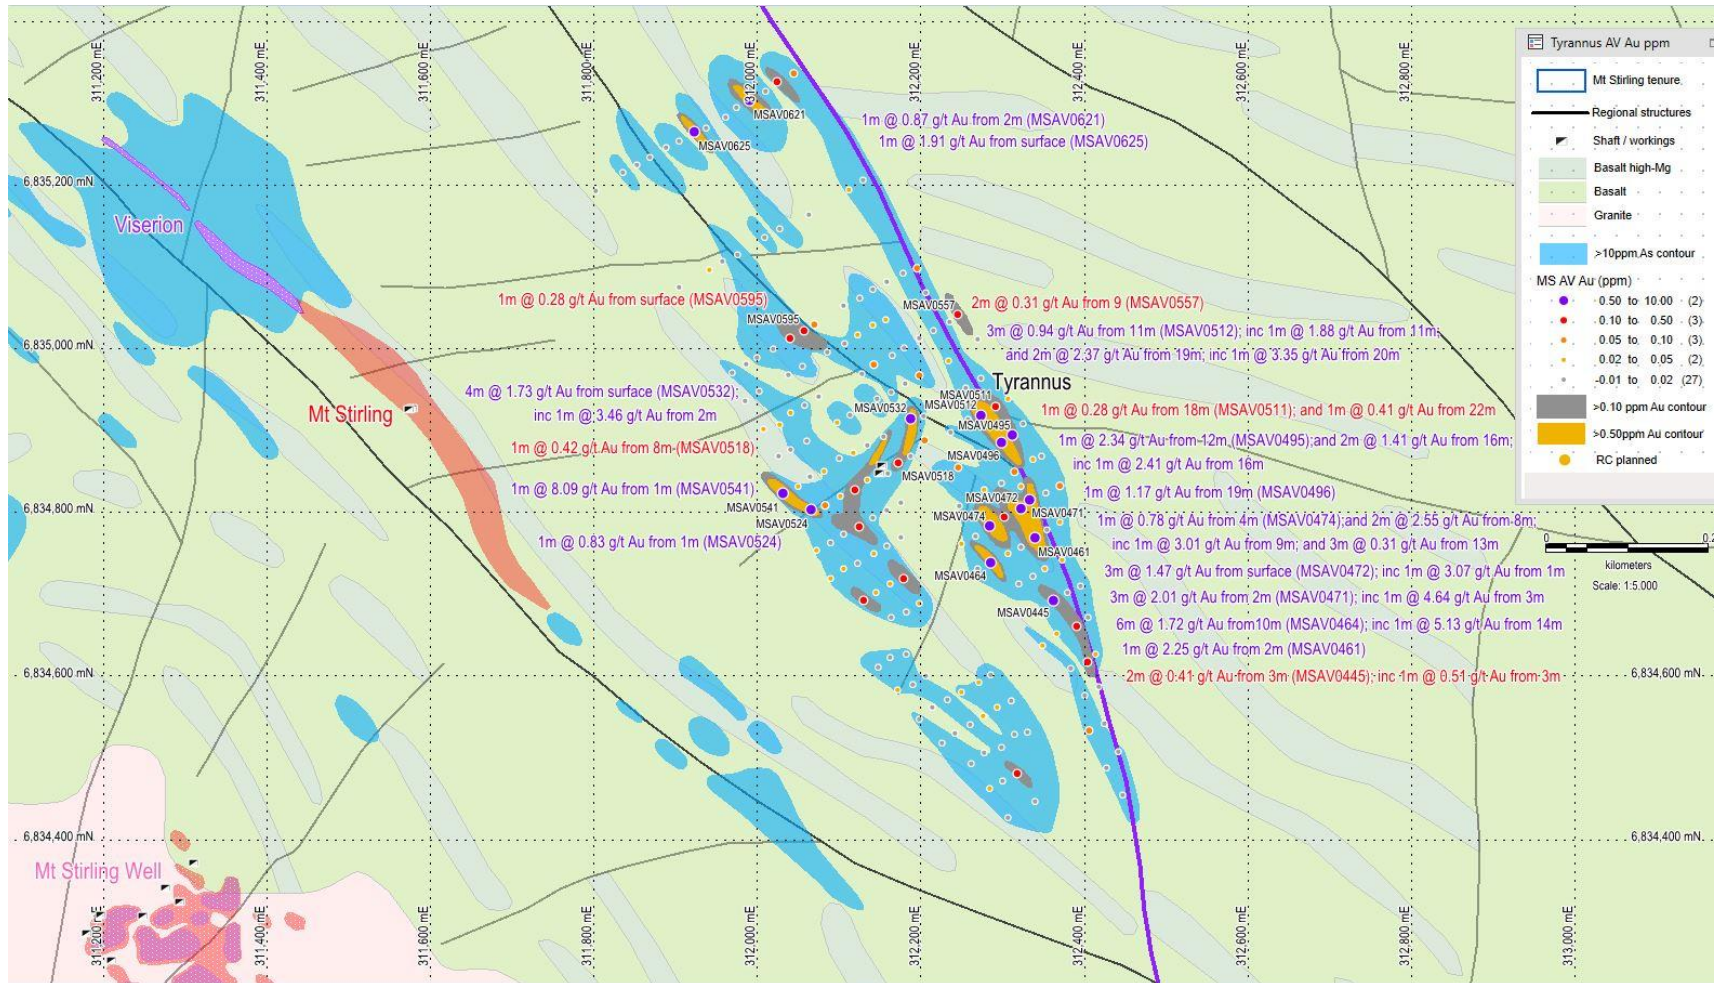 311,200 mE
311,400 mE
311,600 mE
311,800 mE
312,000 mE
312,200 mE
312,400 mE
312,600 mE
312,800 mE
Tyrannus AV Au ppm
Mt Stirling tenure
Regional structures
Shaft / workings
Basalt high-Mg
Basalt
Granite
>10ppm As contour
MS AV Au (ppm)
0.50 to 10.00 (2)
0.10 to 0.50 (3)
0.05 to 0.10 (3)
0.02 to 0.05 (2)
-0.01 to 0.02 (27)
>0.10 ppm Au contour
>0.50ppm Au contour
RC planned
0
0.2
kilometers
Scale: 1:5,000
MSAV0621
MSAV0625
1m @ 0.87 g/t Au from 2m (MSAV0621)
1m @ 1.91 g/t Au from surface (MSAV0625)
6,835,200 mN
Viserion
1m @ 0.28 g/t Au from surface (MSAV0595)
MSAV0595
MSAV0557
2m @ 0.31 g/t Au from 9 (MSAV0557)
3m @ 0.94 g/t Au from 11m (MSAV0512); inc 1m @ 1.88 g/t Au from 11m;
and 2m @ 2.37 g/t Au from 19m; inc 1m @ 3.35 g/t Au from 20m
6,835,000 mN
Tyrannus
4m @ 1.73 g/t Au from surface (MSAV0532);
inc 1m @ 3.46 g/t Au from 2m
MSAV0532
MSAV0512
MSAV0511
MSAV0495
MSAV0496
1m @ 0.28 g/t Au from 18m (MSAV0511); and 1m @ 0.41 g/t Au from 22m
Mt Stirling
1m @ 0.42 g/t Au from 8m (MSAV0518)
MSAV0518
1m @ 2.34 g/t Au from 12m (MSAV0495);and 2m @ 1.41 g/t Au from 16m;
inc 1m @ 2.41 g/t Au from 16m
1m @ 8.09 g/t Au from 1m (MSAV0541)
MSAV0541
MSAV0524
1m @ 0.83 g/t Au from 1m (MSAV0524)
MSAV0472
MSAV0474
MSAV0471
MSAV0461
MSAV0464
MSAV0445
1m @ 1.17 g/t Au from 19m (MSAV0496)
6,834,800 mN
1m @ 0.78 g/t Au from 4m (MSAV0474);and 2m @ 2.55 g/t Au from 8m;
inc 1m @ 3.01 g/t Au from 9m; and 3m @ 0.31 g/t Au from 13m
3m @ 1.47 g/t Au from surface (MSAV0472); inc 1m @ 3.07 g/t Au from 1m
3m @ 2.01 g/t Au from 2m (MSAV0471); inc 1m @ 4.64 g/t Au from 3m
6m @ 1.72 g/t Au from10m (MSAV0464); inc 1m @ 5.13 g/t Au from 14m
1m @ 2.25 g/t Au from 2m (MSAV0461)
2m @ 0.41 g/t Au from 3m (MSAV0445); inc 1m @ 0.51 g/t Au from 3m
6,834,600 mN
6,834,600 mN
6,834,400 mN
6,834,400 mN
Mt Stirling Well
311,200 mE
311,400 mE
311,600 mE
311,800 mE
312,000 mE
312,200 mE
312,400 mE
312,600 mE
312,800 mE
313,000 mE